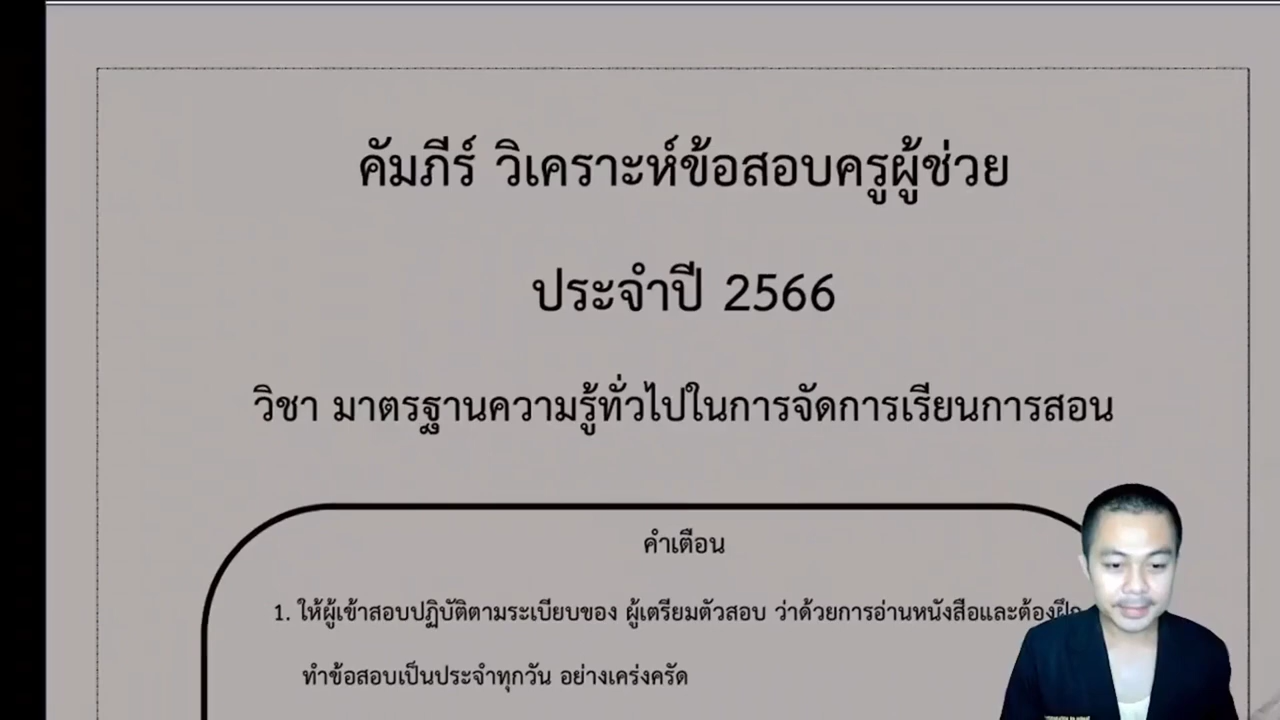 คัมภีร์ วิเคราะห์ข้อสอบครูผู้ช่วย
ประจำปี 2566
วิชา มาตรฐานความรู้ทั่วไปในการจัดการเรียนการสอน
คำเตือน
1. ให้ผู้เข้าสอบปฏิบัติตามระเบียบของ ผู้เตรียมตัวสอบ ว่าด้วยการอ่านหนังสือและต้องฝึก
ทำข้อสอบเป็นประจำทุกวัน อย่างเคร่งครัด